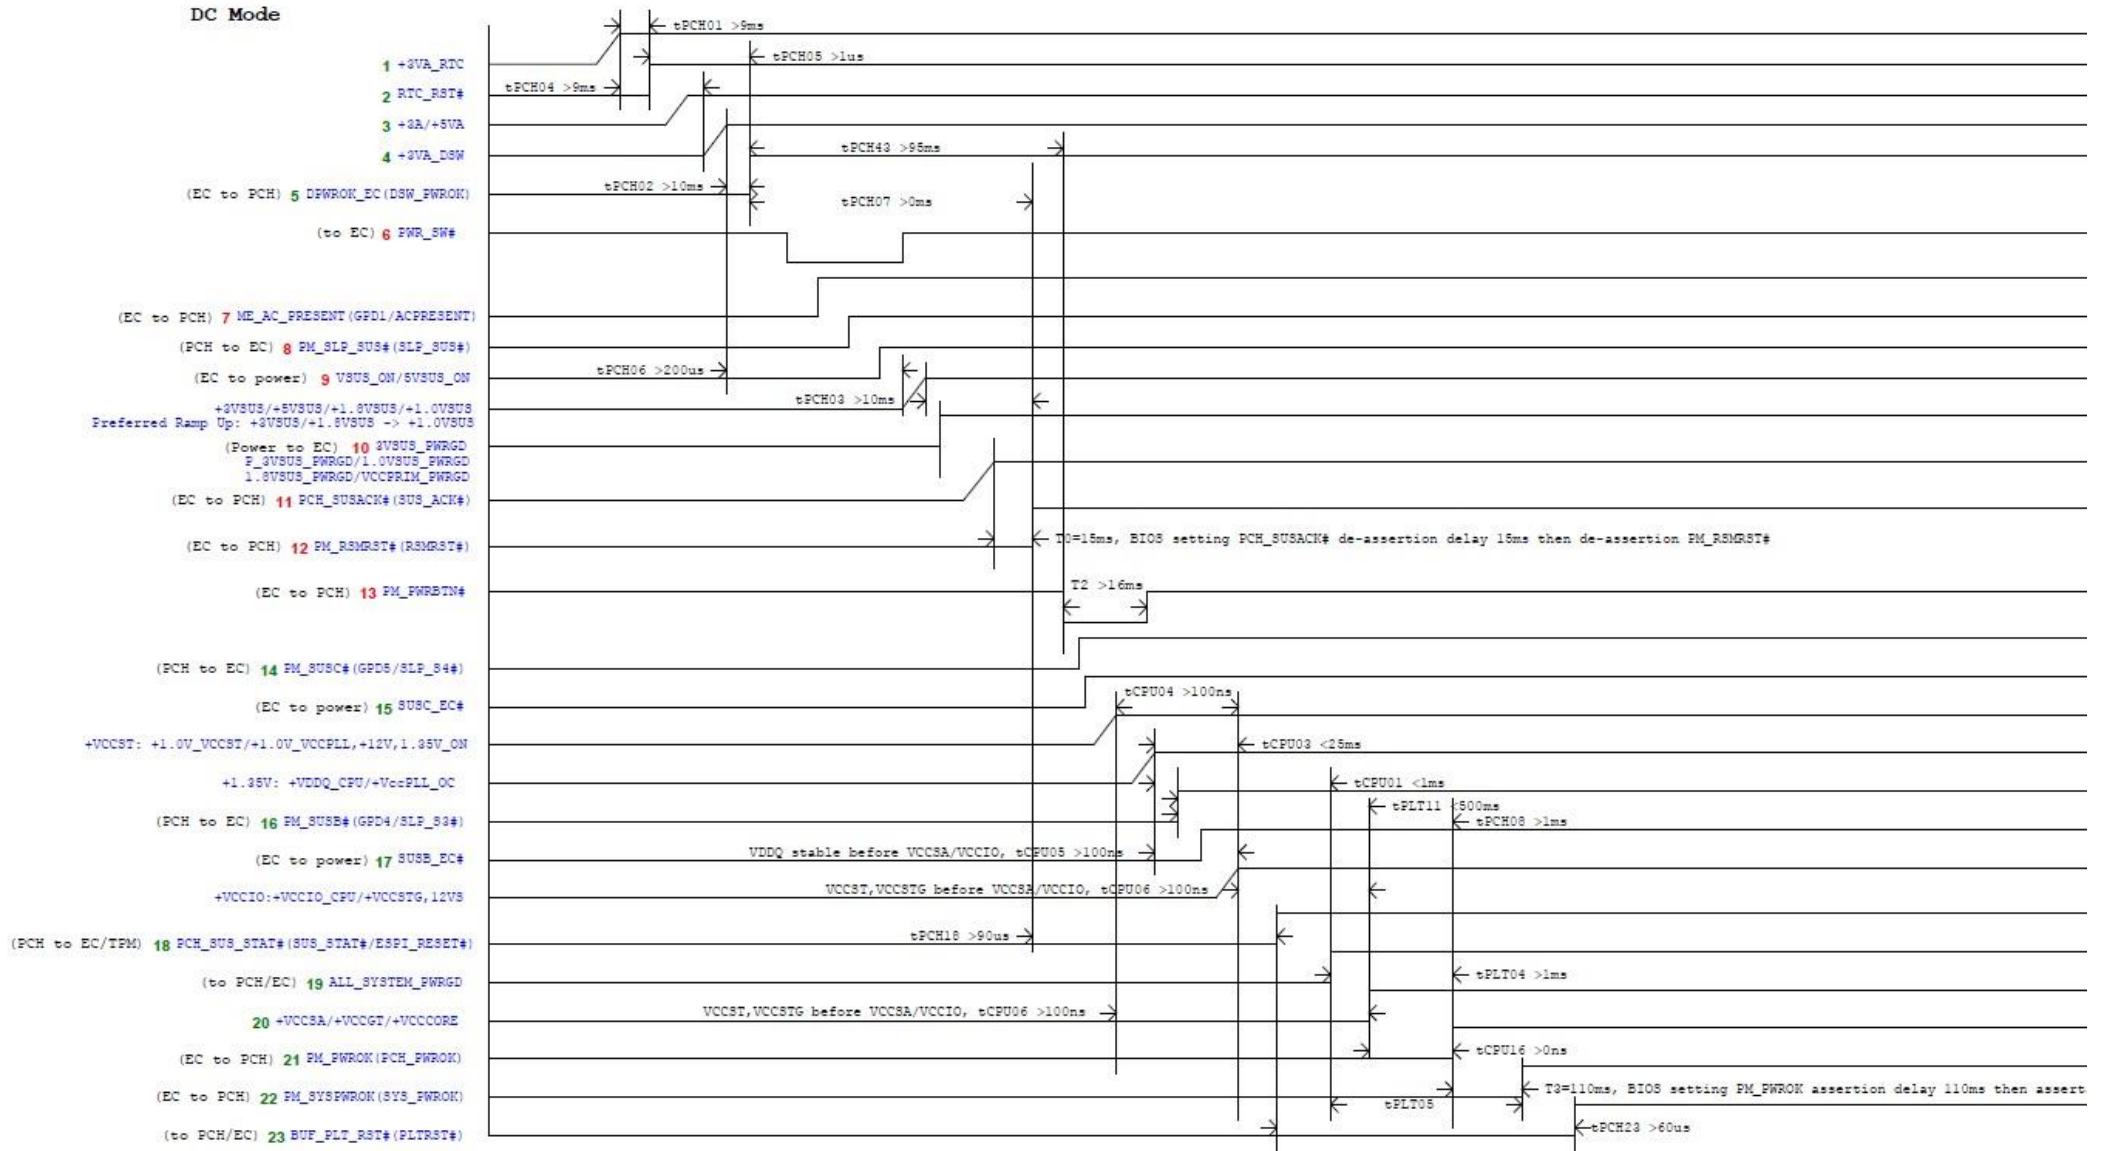 DC Mode
tPCH01 >9ms
1 +3VA_RTC
tPCH05 >1us
tPCH04 >9ms
2 RTC_RST#
3 +3A/+5VA
4 +3VA_DSW
tPCH43 >95ms
(EC to PCH) 5 DPWROK_EC(DSW_PWROK)
tPCH02 >10ms
tPCH07 >0ms
(to EC) 6 PWR_SW#
(EC to PCH) 7 ME_AC_PRESENT(GPD1/ACPRESENT)
(PCH to EC) 8 PM_SLP_SUS#(SLP_SUS#)
(EC to power) 9 VSUS_ON/5VSUS_ON
tPCH06 >200us
tPCH03 >10ms
+3VSUS/+5VSUS/+1.8VSUS/+1.0VSUS
Preferred Ramp Up: +3VSUS/+1.8VSUS -> +1.0VSUS
(Power to EC) 10 3VSUS_PWRGD
P_3VSUS_PWRGD/1.0VSUS_PWRGD
1.8VSUS_PWRGD/VCCPRIM_PWRGD
(EC to PCH) 11 PCH_SUSACK#(SUS_ACK#)
(EC to PCH) 12 PM_RSMRST#(RSMRST#)
T0=15ms, BIOS setting PCH_SUSACK# de-assertion delay 15ms then de-assertion PM_RSMRST#
(EC to PCH) 13 PM_PWRBTN#
T2 >16ms
(PCH to EC) 14 PM_SUSC#(GPD5/SLP_S4#)
(EC to power) 15 SUSC_EC#
tCPU04 >100ns
+VCCST: +1.0V_VCCST/+1.0V_VCCPLL,+12V,1.35V_ON
tCPU03 <25ms
+1.35V: +VDDQ_CPU/+VccPLL_OC
tCPU01 <1ms
tPLT11 <500ms
(PCH to EC) 16 PM_SUSB#(GPD4/SLP_S3#)
tPCH08 >1ms
(EC to power) 17 SUSB_EC#
VDDQ stable before VCCSA/VCCIO, tCPU05 >100ns
+VCCIO:+VCCIO_CPU/+VCCSTG,12VS
VCCST,VCCSTG before VCCSA/VCCIO, tCPU06 >100ns
(PCH to EC/TPM) 18 PCH_SUS_STAT#(SUS_STAT#/ESPI_RESET#)
tPCH18 >90us
(to PCH/EC) 19 ALL_SYSTEM_PWRGD
tPLT04 >1ms
20 +VCCSA/+VCCGT/+VCCCORE
VCCST,VCCSTG before VCCSA/VCCIO, tCPU06 >100ns
(EC to PCH) 21 PM_PWROK(PCH_PWROK)
tCPU16 >0ns
(EC to PCH) 22 PM_SYSPWROK(SYS_PWROK)
T3=110ms, BIOS setting PM_PWROK assertion delay 110ms then assert
tPLT05
(to PCH/EC) 23 BUF_PLT_RST#(PLTRST#)
tPCH23 >60us